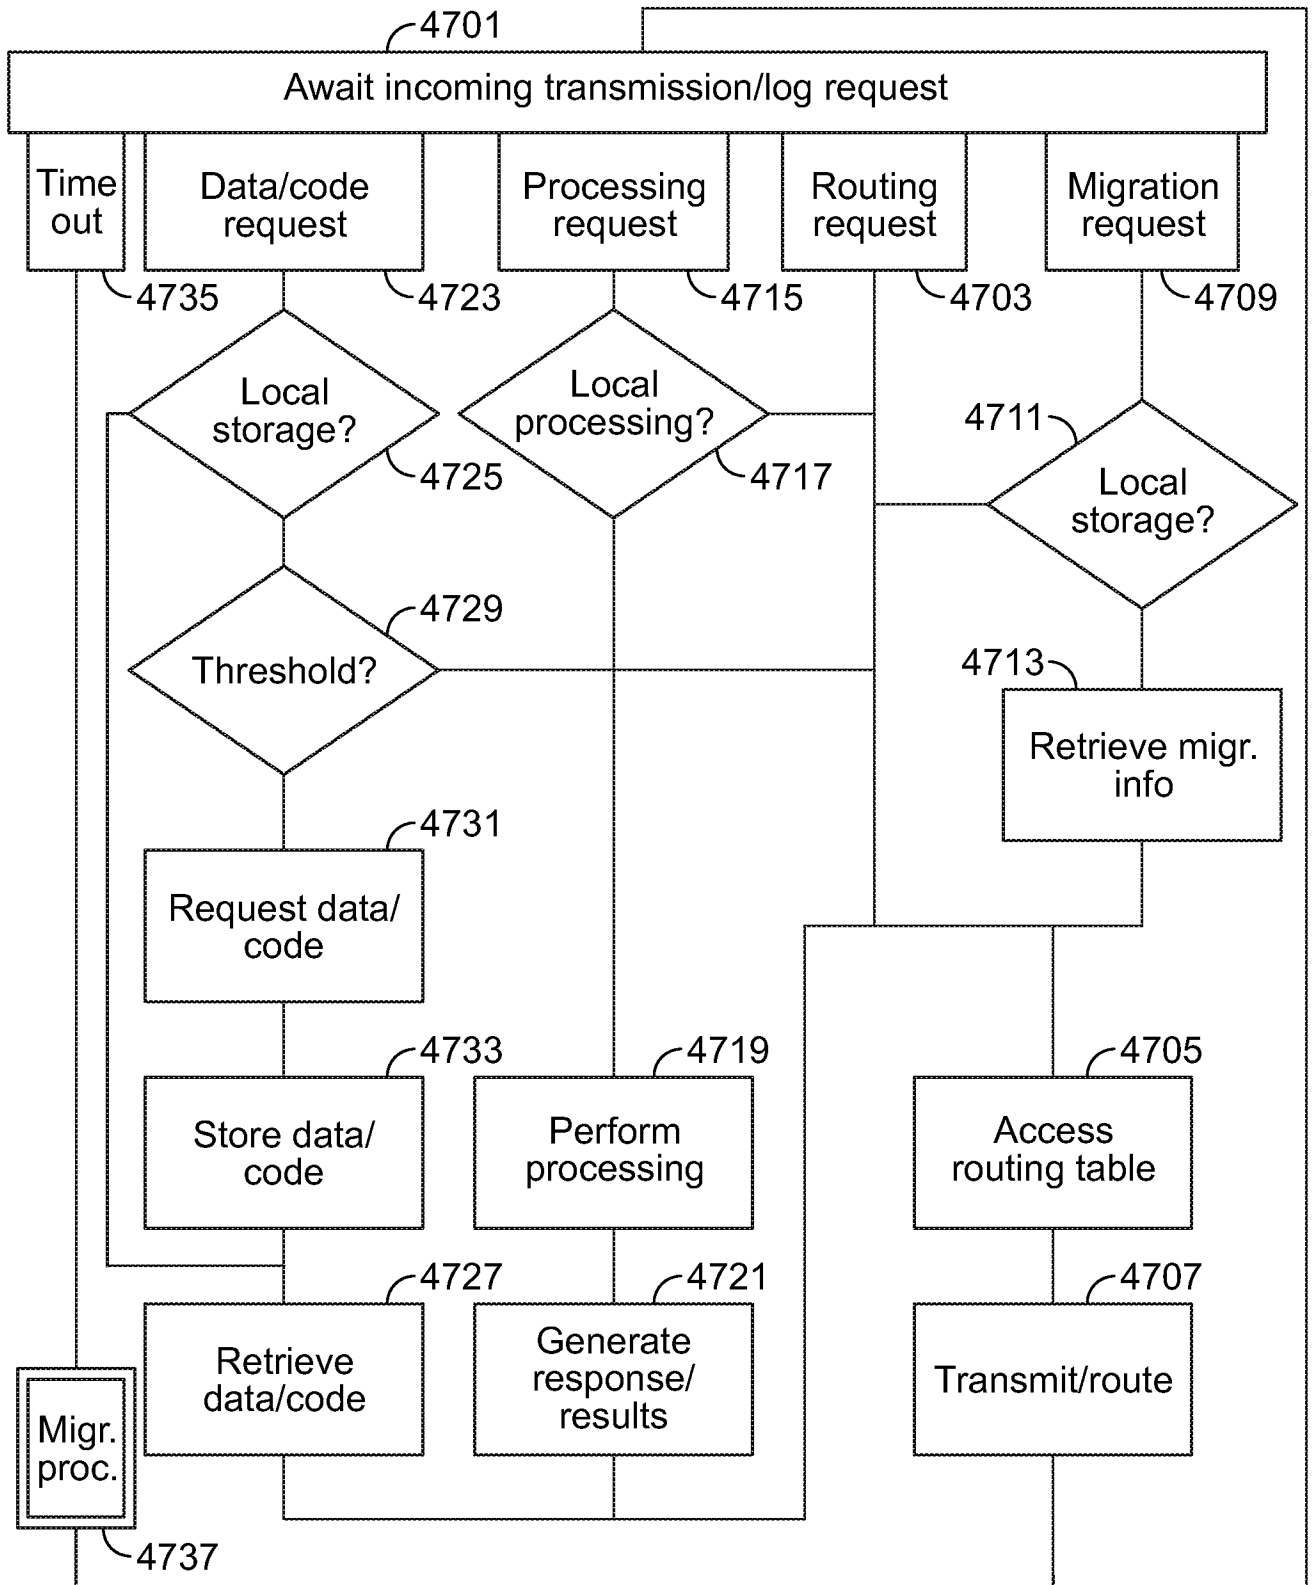 4701
Await incoming transmission/log request
Time
out
Data/code
request
Processing
request
Routing
request
Migration
request
4735
4723
4715
4703
4709
Local
storage?
4725
Local
processing?
4717
4711
Local
storage?
4729
Threshold?
4713
Retrieve migr.
info
4731
Request data/
code
4733
Store data/
code
4719
Perform
processing
4705
Access
routing table
4727
Retrieve
data/code
4721
Generate
response/
results
4707
Transmit/route
Migr.
proc.
4737